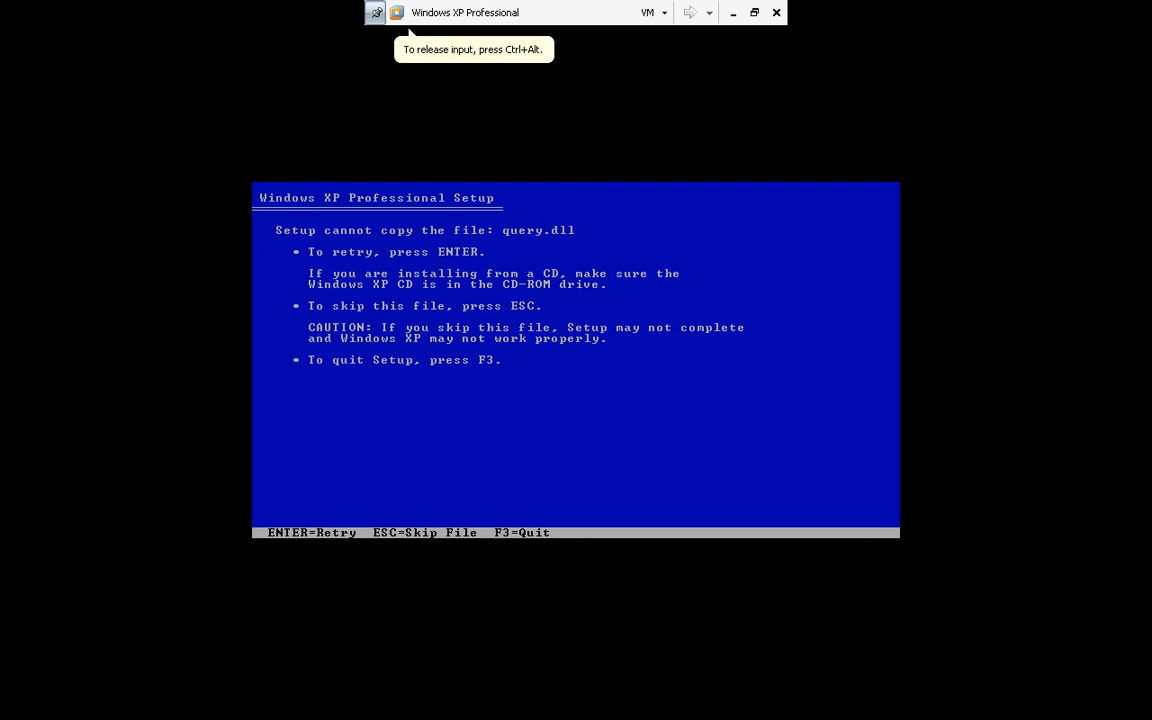 Windows XP Professional
VM
To release input, press Ctrl+Alt.
Windows XP Professional Setup
Setup cannot copy the file: query.dll
• To retry, press ENTER.
If you are installing from a CD, make sure the
Windows XP CD is in the CD-ROM drive.
• To skip this file, press ESC.
CAUTION: If you skip this file, Setup may not complete
and Windows XP may not work properly.
• To quit Setup, press F3.
ENTER=Retry ESC=Skip File F3=Quit